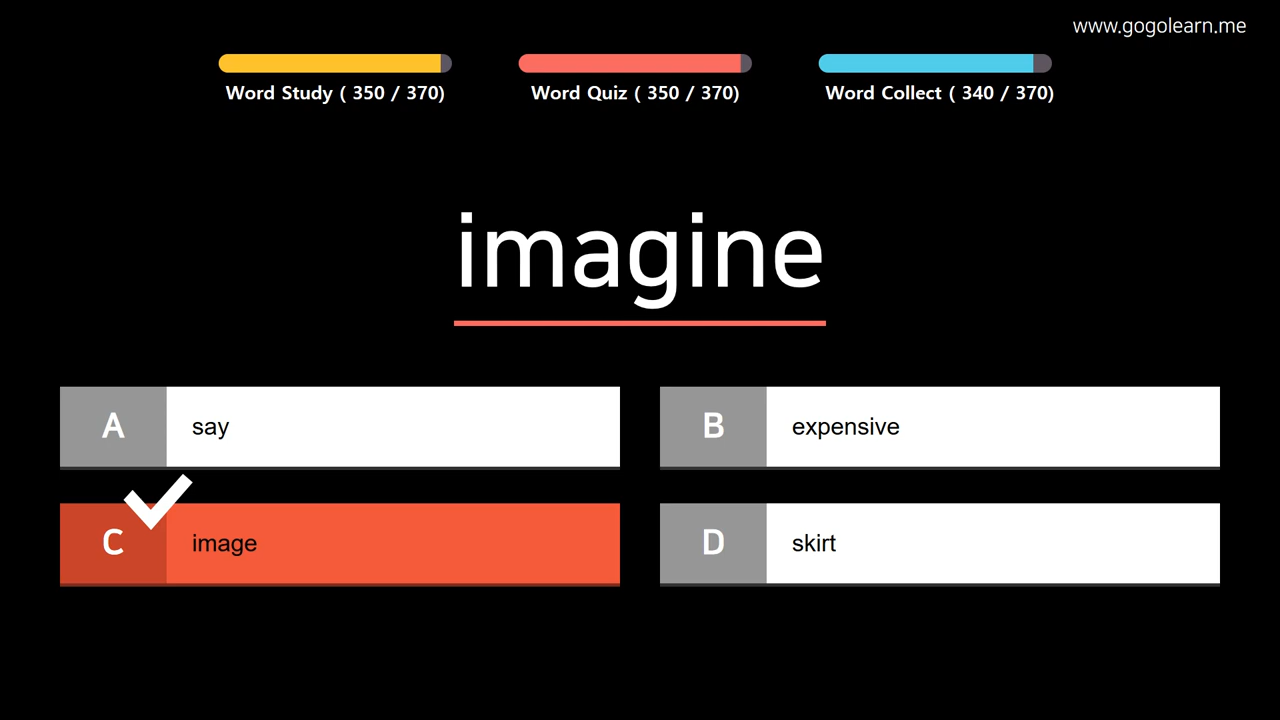 www.gogolearn.me
Word Study ( 350 / 370)
Word Quiz ( 350 / 370)
Word Collect ( 340 / 370)
imagine
A say
B expensive
C image
D skirt